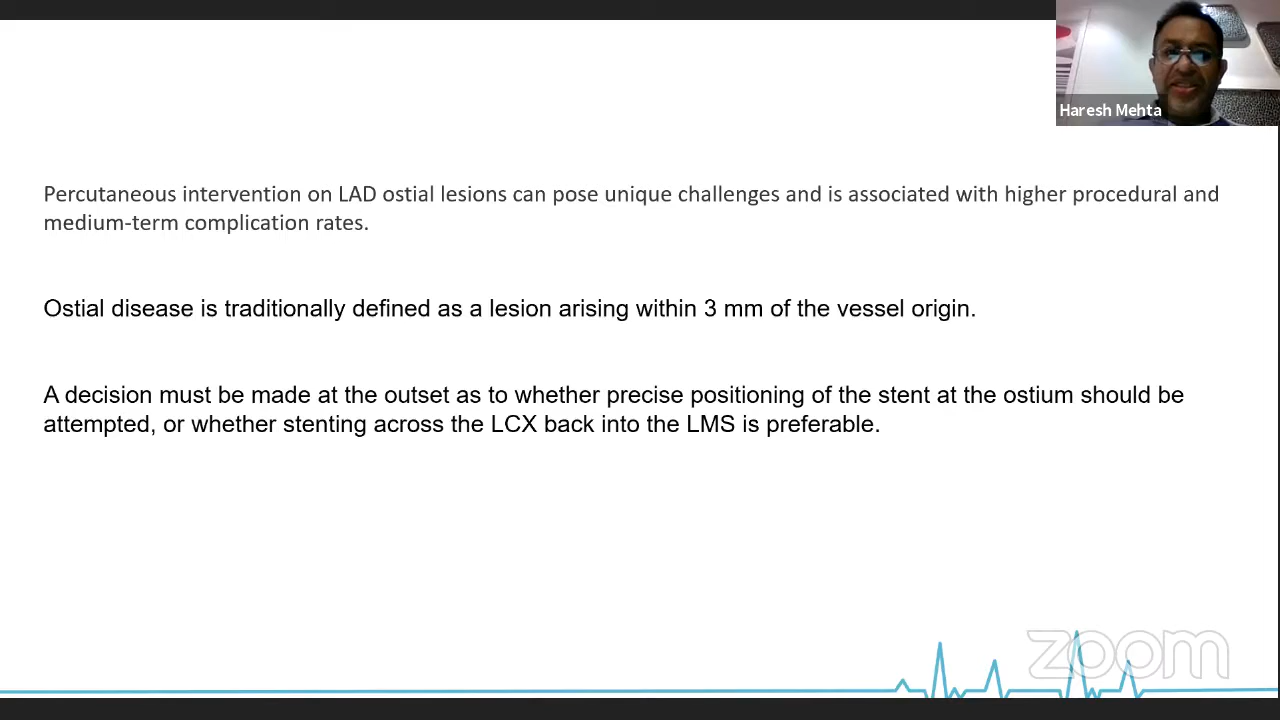 Haresh Mehta
Percutaneous intervention on LAD ostial lesions can pose unique challenges and is associated with higher procedural and
medium-term complication rates.
Ostial disease is traditionally defined as a lesion arising within 3 mm of the vessel origin.
A decision must be made at the outset as to whether precise positioning of the stent at the ostium should be
attempted, or whether stenting across the LCX back into the LMS is preferable.
zoom